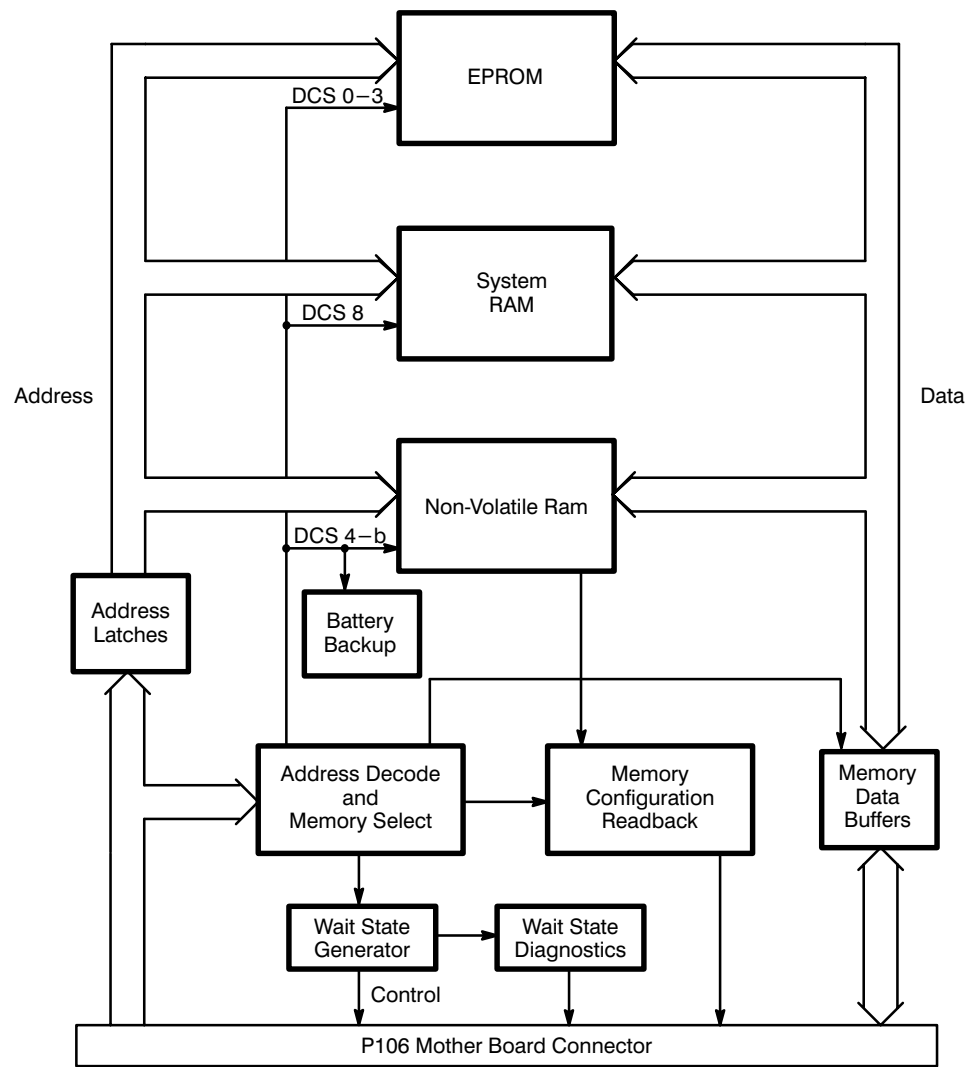 EPROM
DCS 0–3
System
RAM
DCS 8
Address
Data
Non-Volatile Ram
DCS 4–b
Address
Latches
Battery
Backup
Address Decode
and
Memory Select
Memory
Configuration
Readback
Memory
Data
Buffers
Wait State
Generator
Wait State
Diagnostics
Control
P106 Mother Board Connector